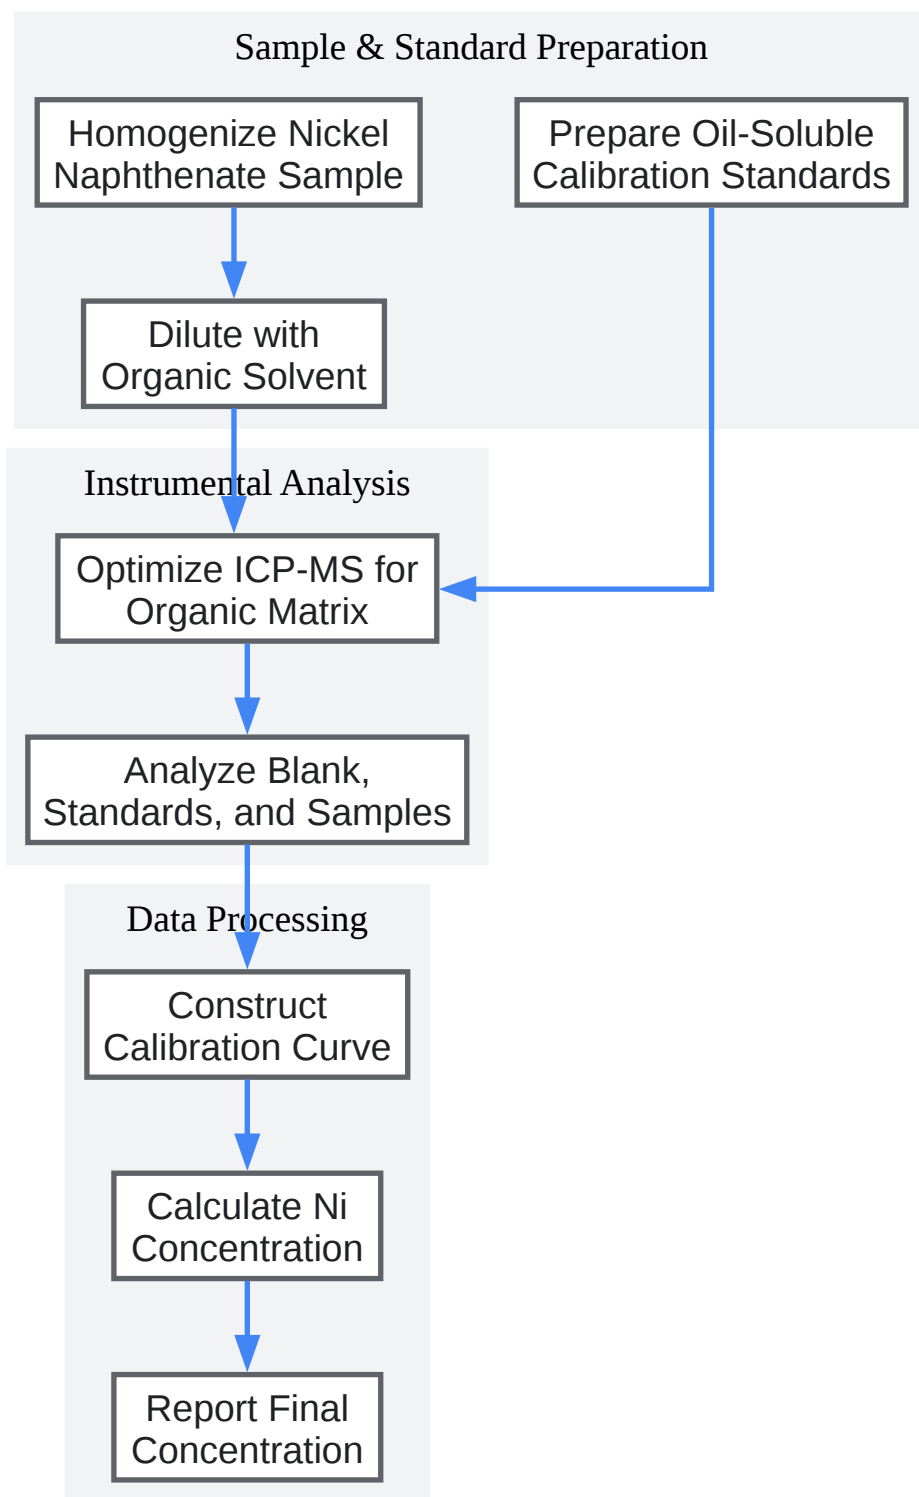 Sample & Standard Preparation
Homogenize Nickel
Naphthenate Sample
Prepare Oil-Soluble
Calibration Standards
Dilute with
Organic Solvent
Instrumental Analysis
Optimize ICP-MS for
Organic Matrix
Analyze Blank,
Standards, and Samples
Data Processing
Construct
Calibration Curve
Calculate Ni
Concentration
Report Final
Concentration